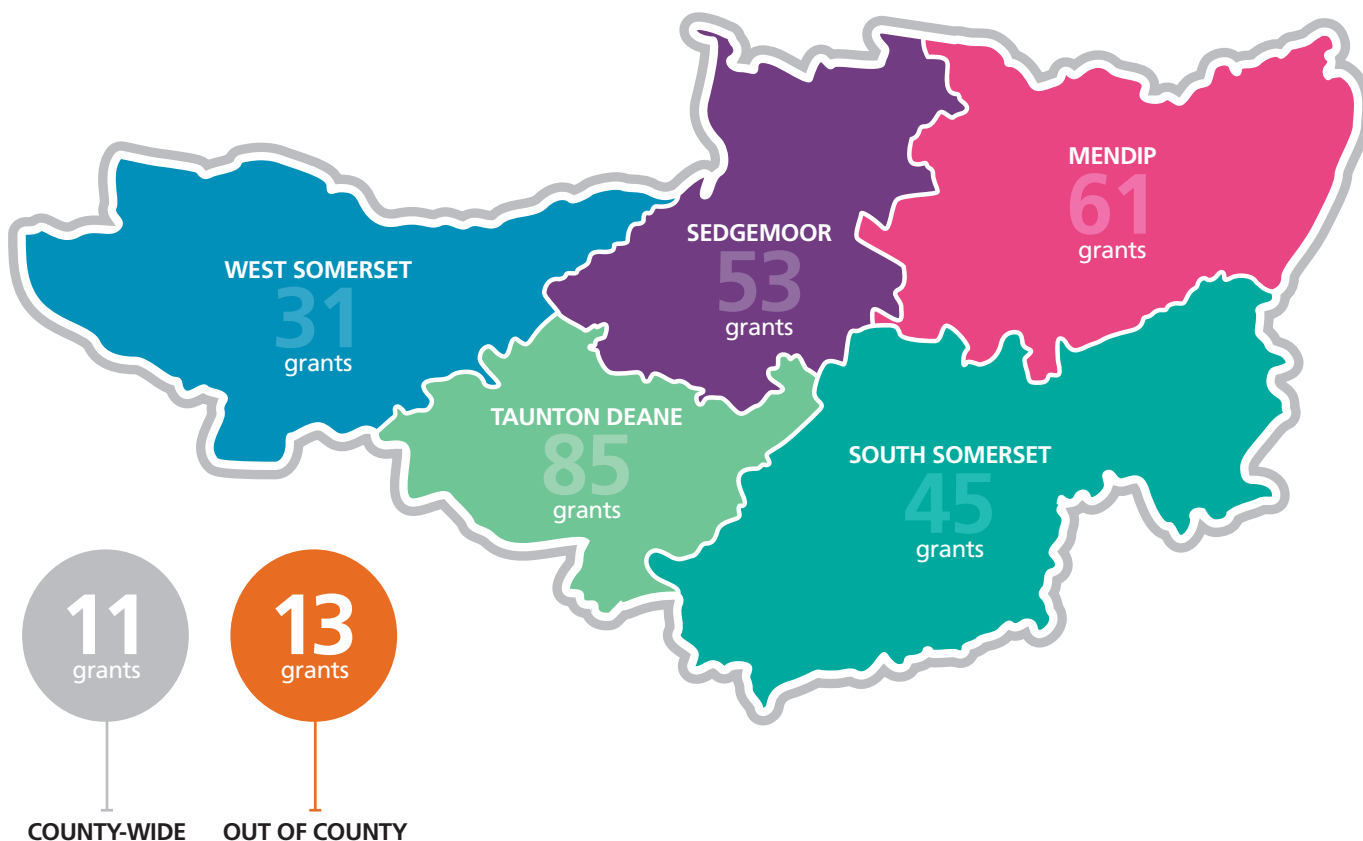 MENDIP
61
grants
SEDGEMOOR
53
grants
WEST SOMERSET
31
grants
TAUNTON DEANE
85
grants
SOUTH SOMERSET
45
grants
11
grants
COUNTY-WIDE
13
grants
OUT OF COUNTY